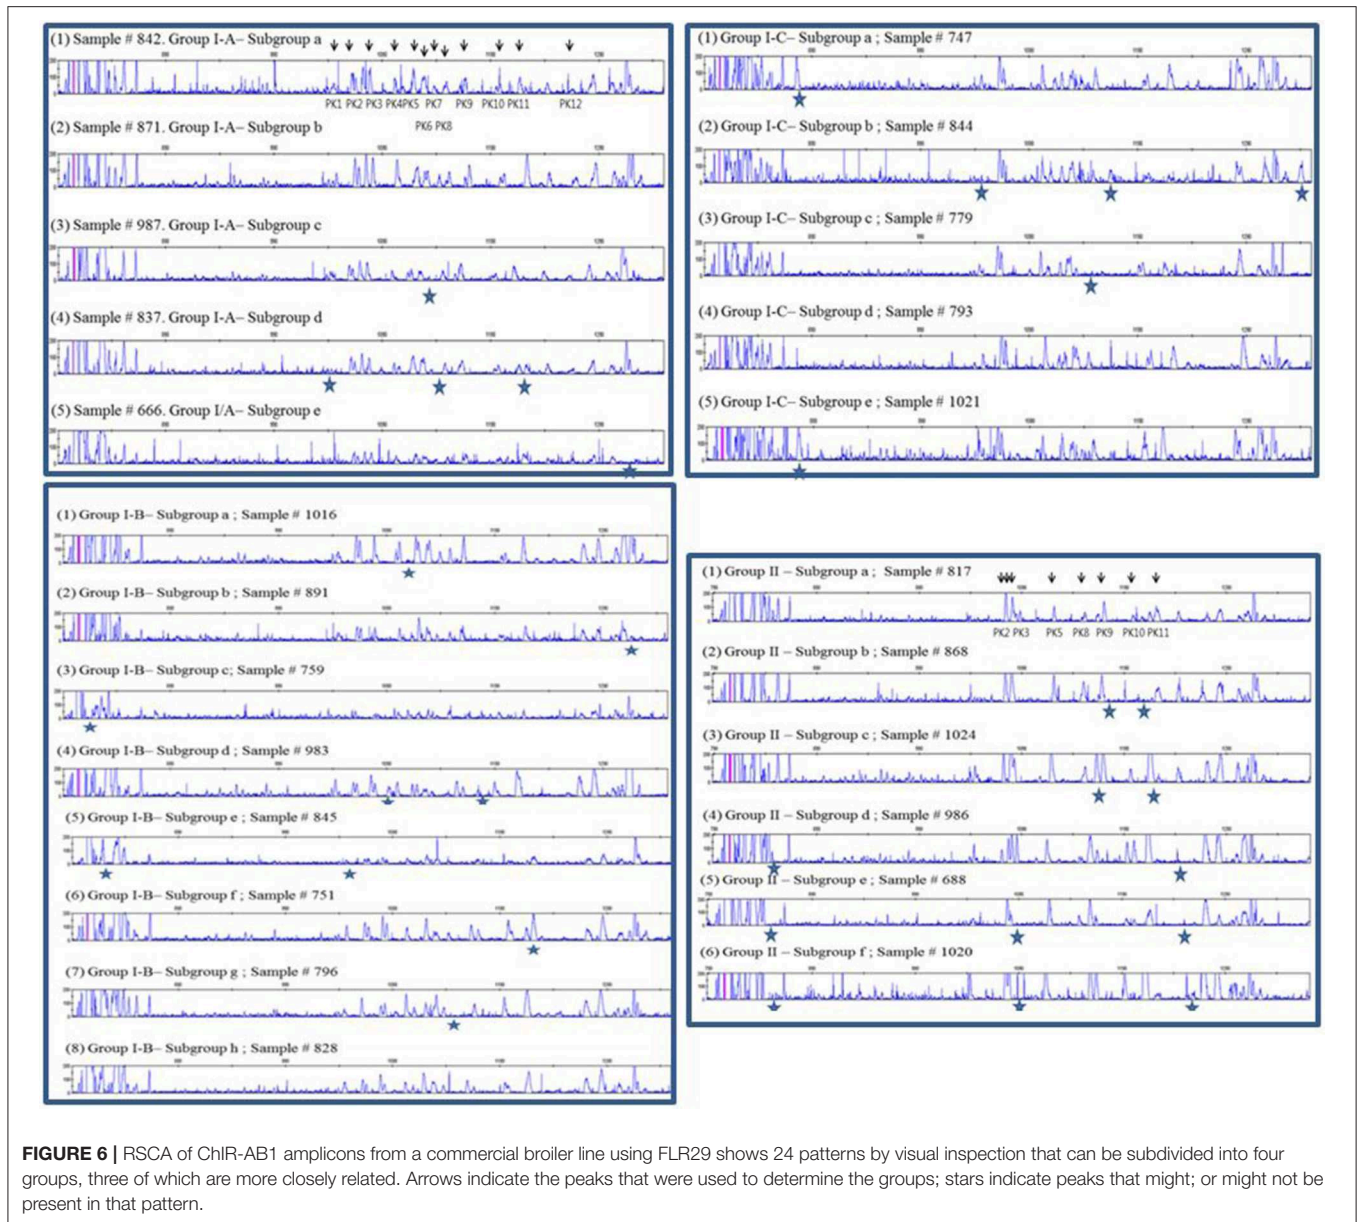 (1) Sample # 842. Group I-A– Subgroup a
PK1 PK2 PK3 PK4 PK5 PK7 PK9 PK10 PK11 PK12
PK6 PK8
(2) Sample # 871. Group I-A– Subgroup b
(3) Sample # 987. Group I-A– Subgroup c
(4) Sample # 837. Group I-A– Subgroup d
(5) Sample # 666. Group I/A– Subgroup e
(1) Group I-C– Subgroup a ; Sample # 747
(2) Group I-C– Subgroup b ; Sample # 844
(3) Group I-C– Subgroup c ; Sample # 779
(4) Group I-C– Subgroup d ; Sample # 793
(5) Group I-C– Subgroup e ; Sample # 1021
(1) Group I-B– Subgroup a ; Sample # 1016
(2) Group I-B– Subgroup b ; Sample # 891
(3) Group I-B– Subgroup c; Sample # 759
(4) Group I-B– Subgroup d ; Sample # 983
(5) Group I-B– Subgroup e ; Sample # 845
(6) Group I-B– Subgroup f ; Sample # 751
(7) Group I-B– Subgroup g ; Sample # 796
(8) Group I-B– Subgroup h ; Sample # 828
(1) Group II – Subgroup a ; Sample # 817
PK2 PK3 PK5 PK8 PK9 PK10 PK11
(2) Group II – Subgroup b ; Sample # 868
(3) Group II – Subgroup c ; Sample # 1024
(4) Group II – Subgroup d ; Sample # 986
(5) Group II – Subgroup e ; Sample # 688
(6) Group II – Subgroup f ; Sample # 1020
FIGURE 6 | RSCA of ChIR-AB1 amplicons from a commercial broiler line using FLR29 shows 24 patterns by visual inspection that can be subdivided into four
groups, three of which are more closely related. Arrows indicate the peaks that were used to determine the groups; stars indicate peaks that might; or might not be
present in that pattern.